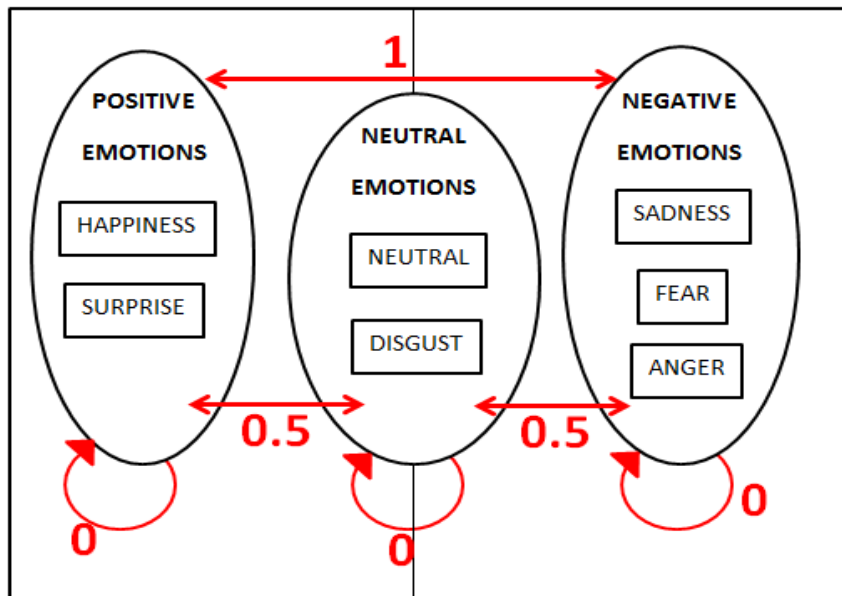 1
POSITIVE
EMOTIONS
HAPPINESS
SURPRISE
NEUTRAL
EMOTIONS
NEUTRAL
DISGUST
NEGATIVE
EMOTIONS
SADNESS
FEAR
ANGER
0.5
0.5
0
0
0